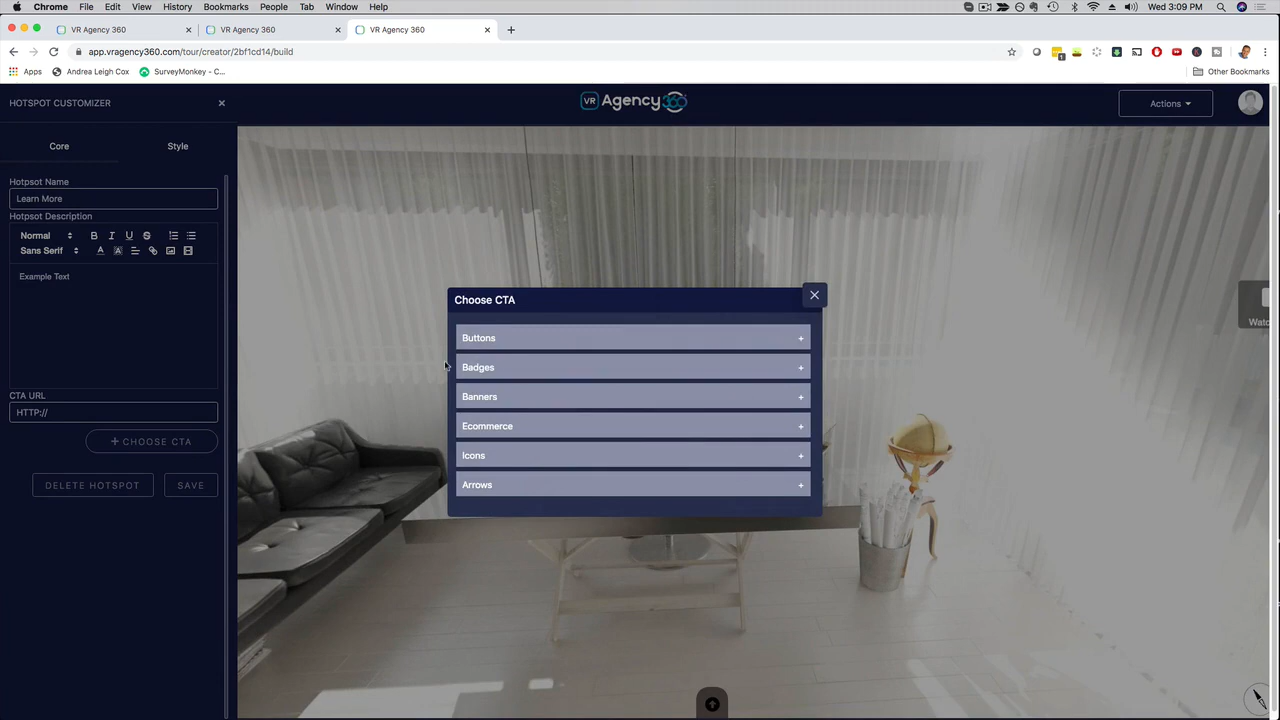 Chrome File Edit View History Bookmarks People Tab Window Help Wed 3:09 PM
VR Agency 360 VR Agency 360 VR Agency 360
app.vragency360.com/tour/creator/2bf1cd14/build
Apps Andrea Leigh Cox SurveyMonkey - C... Other Bookmarks
HOTSPOT CUSTOMIZER
VR Agency360
Actions
Core Style
Hotpsot Name
Learn More
Hotpsot Description
Normal
B I U S
Sans Serif
Example Text
CTA URL
HTTP://
+ CHOOSE CTA
DELETE HOTSPOT SAVE
Choose CTA
Buttons +
Badges +
Banners +
Ecommerce +
Icons +
Arrows +